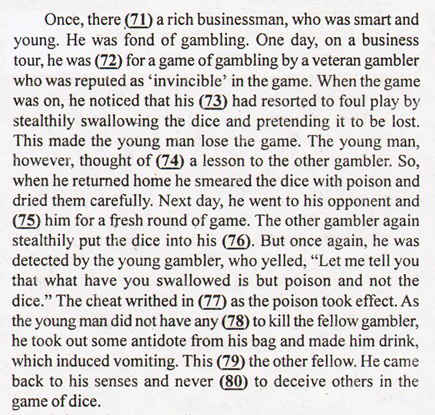 Once, there (71) a rich businessman, who was smart and
young. He was fond of gambling. One day, on a business
tour, he was (72) for a game of gambling by a veteran gambler
who was reputed as ‘invincible’ in the game. When the game
was on, he noticed that his (73) had resorted to foul play by
stealthily swallowing the dice and pretending it to be lost.
This made the young man lose the game. The young man,
however, thought of (74) a lesson to the other gambler. So,
when he returned home he smeared the dice with poison and
dried them carefully. Next day, he went to his opponent and
(75) him for a fresh round of game. The other gambler again
stealthily put the dice into his (76). But once again, he was
detected by the young gambler, who yelled, “Let me tell you
that what have you swallowed is but poison and not the
dice.” The cheat writhed in (77) as the poison took effect. As
the young man did not have any (78) to kill the fellow gambler,
he took out some antidote from his bag and made him drink,
which induced vomiting. This (79) the other fellow. He came
back to his senses and never (80) to deceive others in the
game of dice.